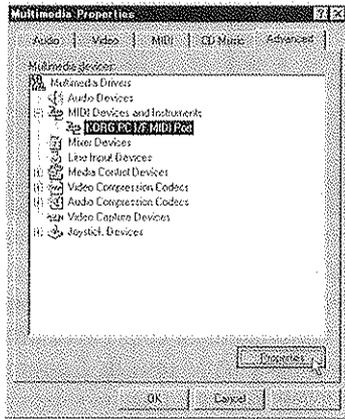 Multimedia Properties
Audio Video MIDI CD Music Advanced
Multimedia devices:
Multimedia Drivers
Audio Devices
MIDI Devices and Instruments
KORG PC I/F MIDI Port
Mixer Devices
Line Input Devices
Media Control Devices
Video Compression Codecs
Audio Compression Codecs
Video Capture Devices
Joystick Devices
Properties
OK Cancel